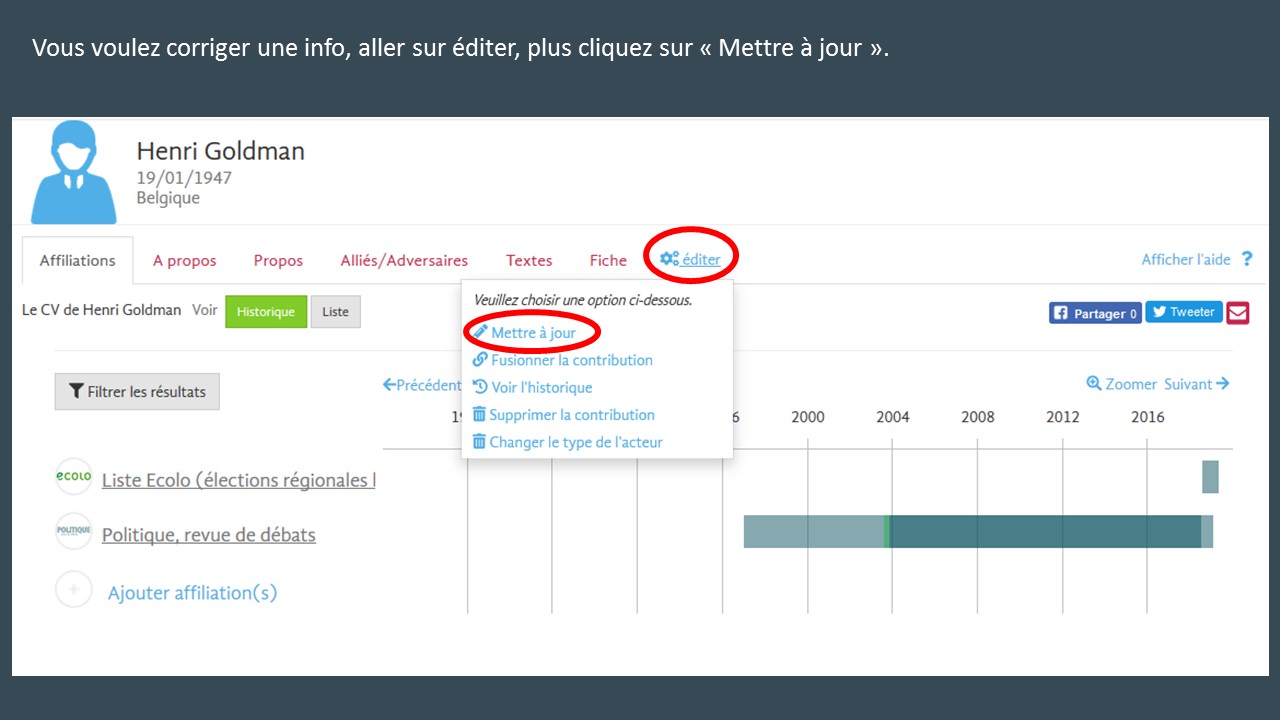 Vous voulez corriger une info, aller sur éditer, plus cliquez sur « Mettre à jour ».
Henri Goldman
19/01/1947
Belgique
Affiliations A propos Propos Alliés/Adversaires Textes Fiche éditer Afficher l'aide ?
Veuillez choisir une option ci-dessous.
Le CV de Henri Goldman Voir Historique Liste
Partager 0 Tweeter
Mettre à jour
Fusionner la contribution
Voir l'historique
Supprimer la contribution
Changer le type de l'acteur
Filtrer les résultats
Précédent Zoomer Suivant
2000 2004 2008 2012 2016
ecolo Liste Ecolo (élections régionales
POLITIQUE Politique, revue de débats
+ Ajouter affiliation(s)